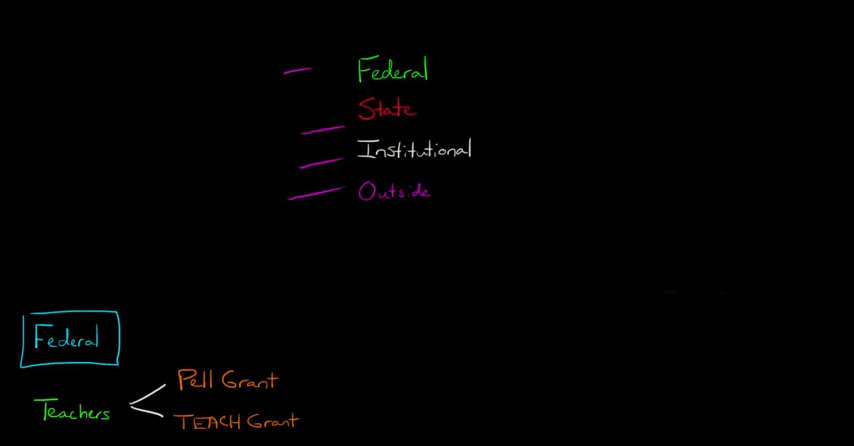 Federal
State
Institutional
Outside
Federal
Pell Grant
Teachers
TEACH Grant